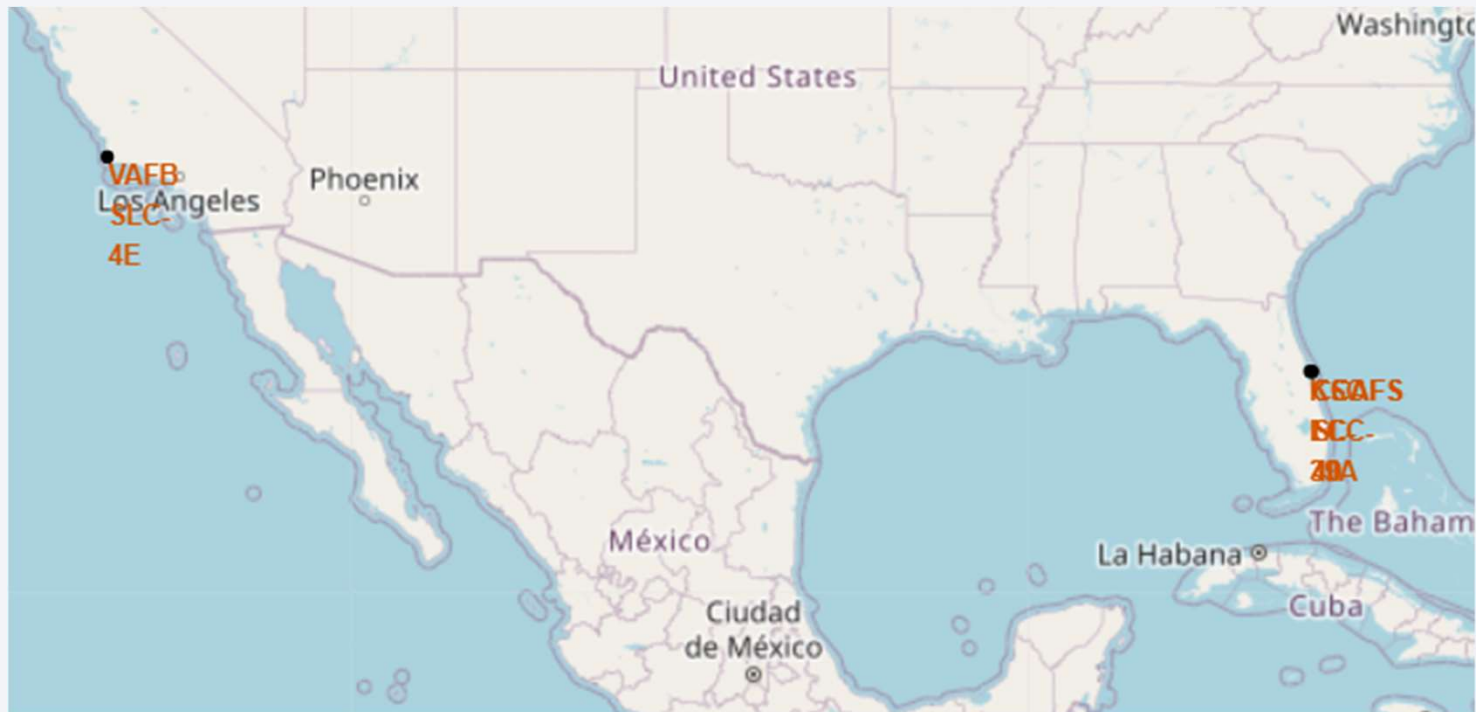 Washingto
United States
VAFB
Phoenix
Los Angeles
SLC-
4E
The Baham
México
La Habana
Cuba
Ciudad
de México